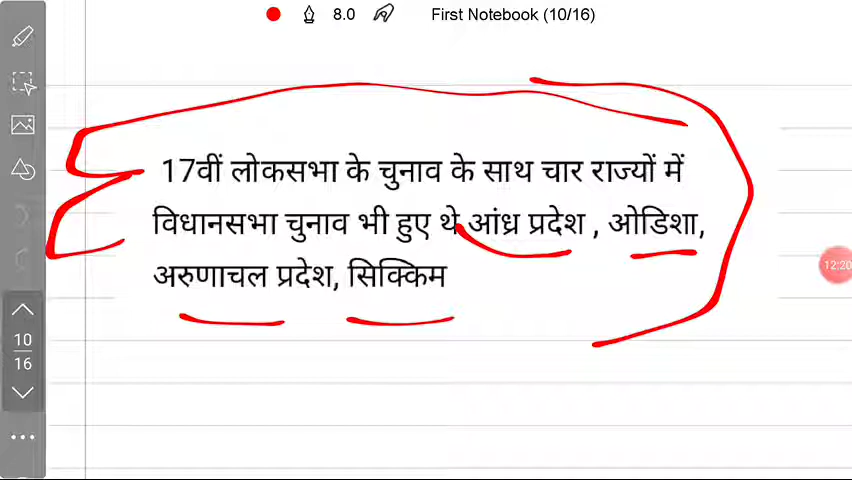 8.0 First Notebook (10/16)
17वीं लोकसभा के चुनाव के साथ चार राज्यों में
विधानसभा चुनाव भी हुए थे आंध्र प्रदेश , ओडिशा,
अरुणाचल प्रदेश, सिक्किम
12:20
10
16